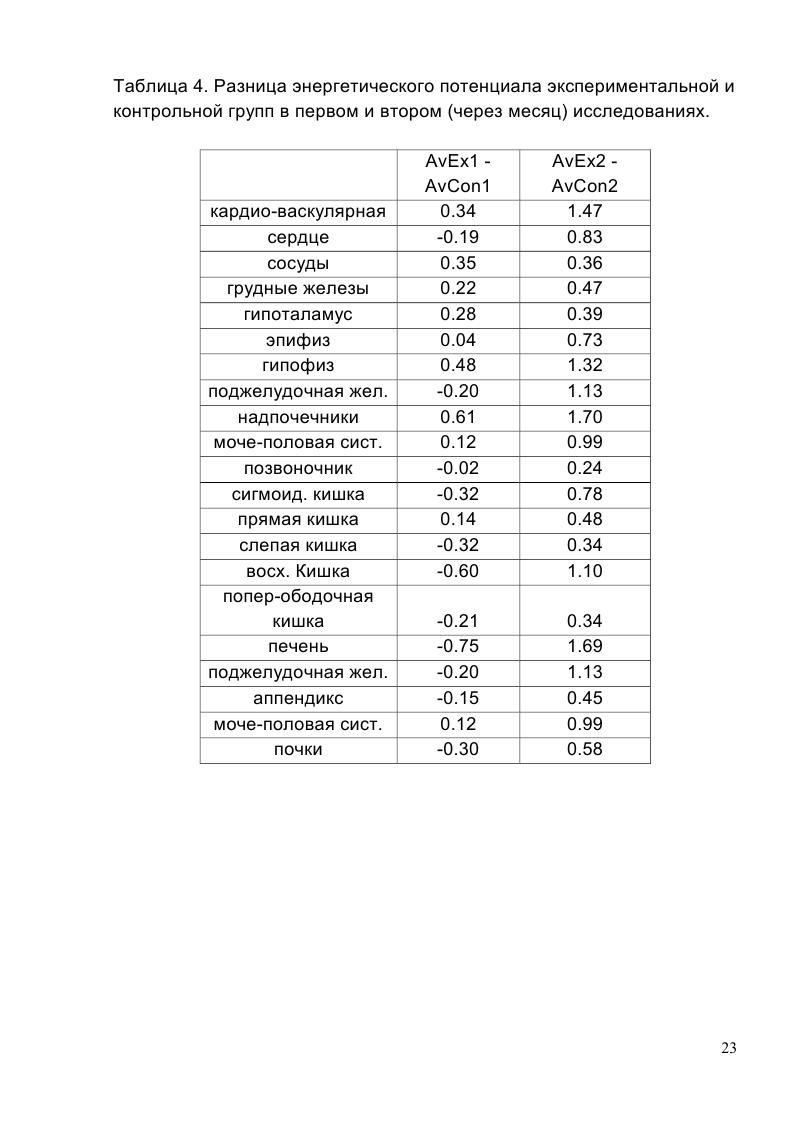 Таблица 4. Разница энергетического потенциала экспериментальной и
контрольной групп в первом и втором (через месяц) исследованиях.
AvEx1 - AvEx2 -
AvCon1 AvCon2
кардио-васкулярная 0.34 1.47
сердце -0.19 0.83
сосуды 0.35 0.36
грудные железы 0.22 0.47
гипоталамус 0.28 0.39
эпифиз 0.04 0.73
гипофиз 0.48 1.32
поджелудочная жел. -0.20 1.13
надпочечники 0.61 1.70
моче-половая сист. 0.12 0.99
позвоночник -0.02 0.24
сигмоид. кишка -0.32 0.78
прямая кишка 0.14 0.48
слепая кишка -0.32 0.34
восх. Кишка -0.60 1.10
попер-ободочная
кишка -0.21 0.34
печень -0.75 1.69
поджелудочная жел. -0.20 1.13
аппендикс -0.15 0.45
моче-половая сист. 0.12 0.99
почки -0.30 0.58
23